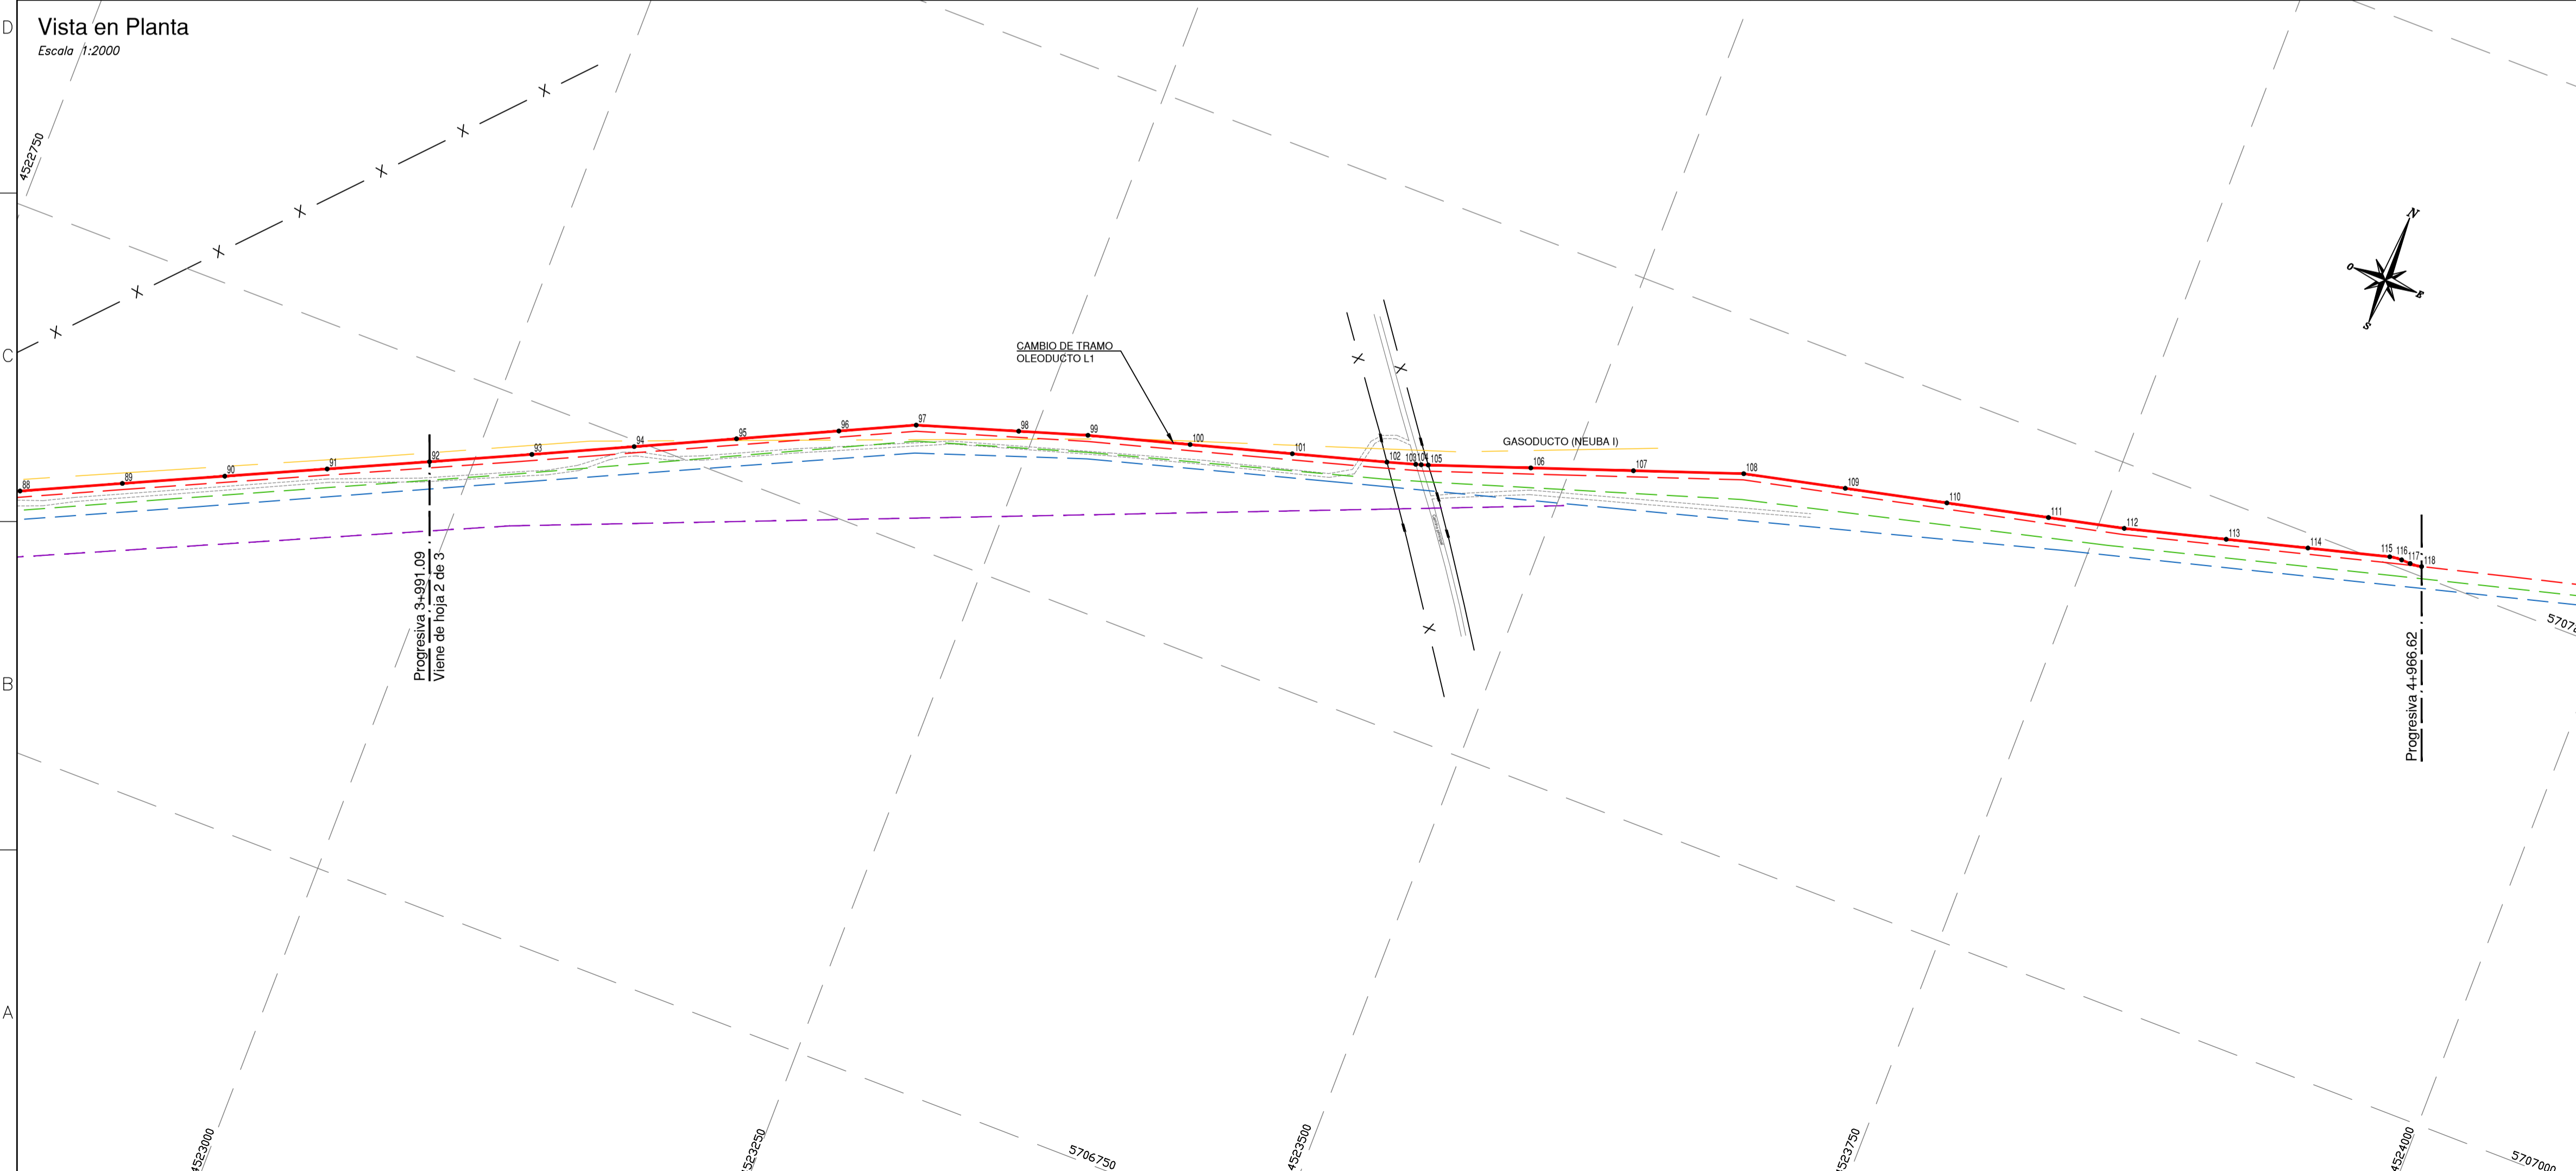 D
Vista en Planta
Escala 1:2000
4522750
N
O
E
S
C
CAMBIO DE TRAMO
OLEODUCTO L1
GASODUCTO (NEUBA I)
88
89
90
91
92
93
94
95
96
97
98
99
100
101
102
103
104
105
106
107
108
109
110
111
112
113
114
115
116
117
118
X
X
X
X
X
X
X
X
X
X
Progresiva 3+991.09
Viene de hoja 2 de 3
Progresiva 4+966.62
B
A
4523000
4523250
5706750
4523500
4523750
4524000
5707000